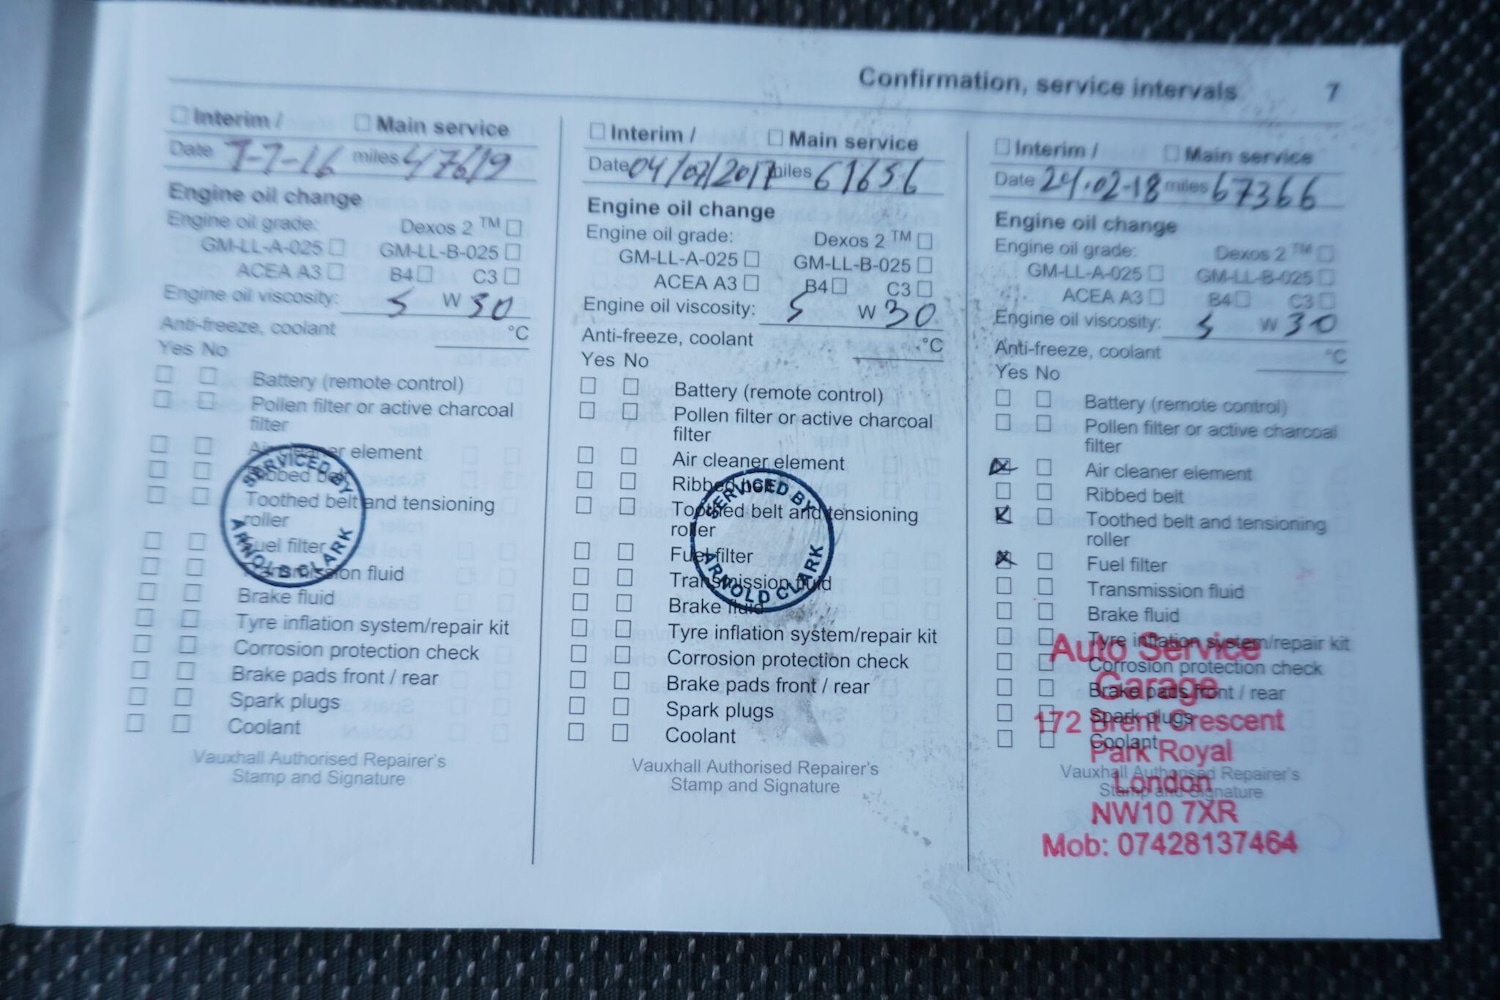 Confirmation, service intervals 7
☐ Interim / ☐ Main service
Date 7-7-16 miles 47619
Engine oil change
Engine oil grade: Dexos 2 ™ ☐
GM-LL-A-025 ☐ GM-LL-B-025 ☐
ACEA A3 ☐ B4 ☐ C3 ☐
Engine oil viscosity: 5 W 30
Anti-freeze, coolant °C
Yes No
☐ ☐ Battery (remote control)
☐ ☐ Pollen filter or active charcoal
filter
☐ ☐ Air cleaner element
☐ ☐ Ribbed belt
☐ ☐ Toothed belt and tensioning
roller
☐ ☐ Fuel filter
☐ ☐ Transmission fluid
☐ ☐ Brake fluid
☐ ☐ Tyre inflation system/repair kit
☐ ☐ Corrosion protection check
☐ ☐ Brake pads front / rear
☐ ☐ Spark plugs
☐ ☐ Coolant
SERVICED BY
ARNOLD CLARK
Vauxhall Authorised Repairer's
Stamp and Signature
☐ Interim / ☐ Main service
Date 04/07/2017 miles 61656
Engine oil change
Engine oil grade: Dexos 2 ™ ☐
GM-LL-A-025 ☐ GM-LL-B-025 ☐
ACEA A3 ☐ B4 ☐ C3 ☐
Engine oil viscosity: 5 W 30
Anti-freeze, coolant °C
Yes No
☐ ☐ Battery (remote control)
☐ ☐ Pollen filter or active charcoal
filter
☐ ☐ Air cleaner element
☐ ☐ Ribbed belt
☐ ☐ Toothed belt and tensioning
roller
☐ ☐ Fuel filter
☐ ☐ Transmission fluid
☐ ☐ Brake fluid
☐ ☐ Tyre inflation system/repair kit
☐ ☐ Corrosion protection check
☐ ☐ Brake pads front / rear
☐ ☐ Spark plugs
☐ ☐ Coolant
SERVICED BY
ARNOLD CLARK
Vauxhall Authorised Repairer's
Stamp and Signature
☐ Interim / ☐ Main service
Date 24.02-18 miles 67366
Engine oil change
Engine oil grade: Dexos 2 ™ ☐
GM-LL-A-025 ☐ GM-LL-B-025 ☐
ACEA A3 ☐ B4 ☐ C3 ☐
Engine oil viscosity: 5 W 30
Anti-freeze, coolant °C
Yes No
☐ ☐ Battery (remote control)
☐ ☐ Pollen filter or active charcoal
filter
☒ ☐ Air cleaner element
☐ ☐ Ribbed belt
☒ ☐ Toothed belt and tensioning
roller
☒ ☐ Fuel filter
☐ ☐ Transmission fluid
☐ ☐ Brake fluid
☐ ☐ Tyre inflation system/repair kit
☐ ☐ Corrosion protection check
☐ ☐ Brake pads front / rear
☐ ☐ Spark plugs
☐ ☐ Coolant
Vauxhall Authorised Repairer's
Stamp and Signature
Auto Service
Garage
172 Brent Crescent
Park Royal
London
NW10 7XR
Mob: 07428137464